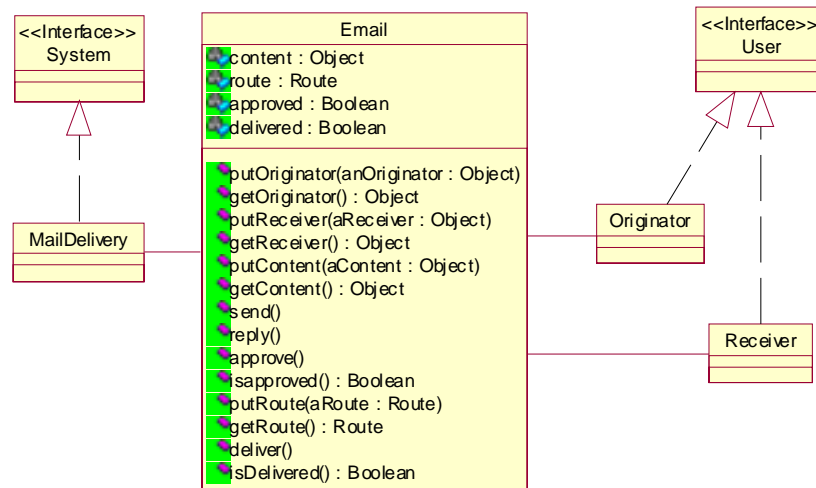 <<Interface>>
System
MailDelivery
Email
content : Object
route : Route
approved : Boolean
delivered : Boolean
putOriginator(anOriginator : Object)
getOriginator() : Object
putReceiver(aReceiver : Object)
getReceiver() : Object
putContent(aContent : Object)
getContent() : Object
send()
reply()
approve()
isapproved() : Boolean
putRoute(aRoute : Route)
getRoute() : Route
deliver()
isDelivered() : Boolean
<<Interface>>
User
Originator
Receiver